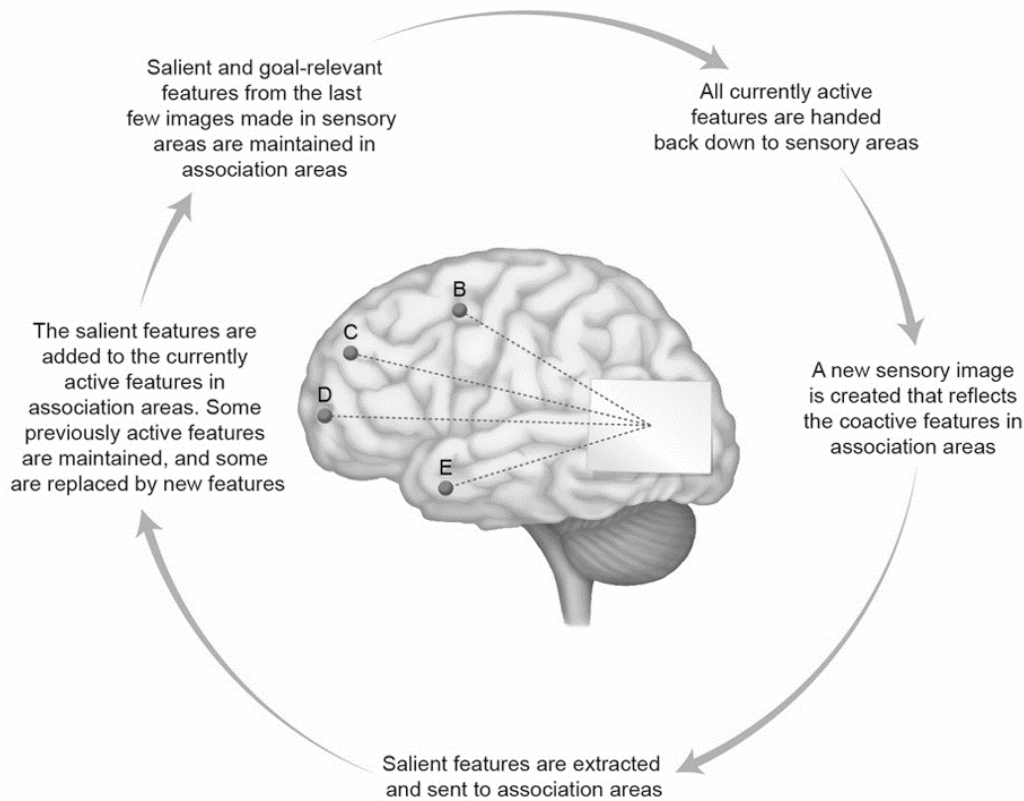 Salient and goal-relevant
features from the last
few images made in sensory
areas are maintained in
association areas
All currently active
features are handed
back down to sensory areas
A new sensory image
is created that reflects
the coactive features in
association areas
Salient features are extracted
and sent to association areas
The salient features are
added to the currently
active features in
association areas. Some
previously active features
are maintained, and some
are replaced by new features
B
C
D
E